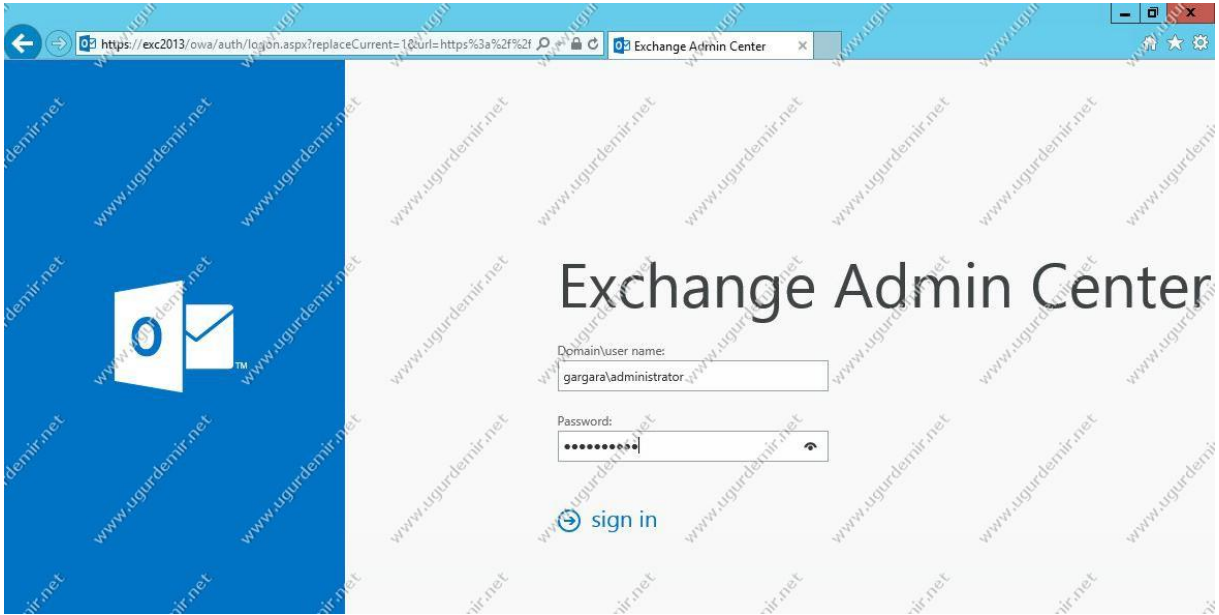 https://exc2013/owa/auth/logon.aspx?replaceCurrent=1&url=https%3a%2f%2f
Exchange Admin Center
Exchange Admin Center
Domain\user name:
gargara\administrator
Password:
••••••••••
sign in
O
TM
www.ugurdemir.net